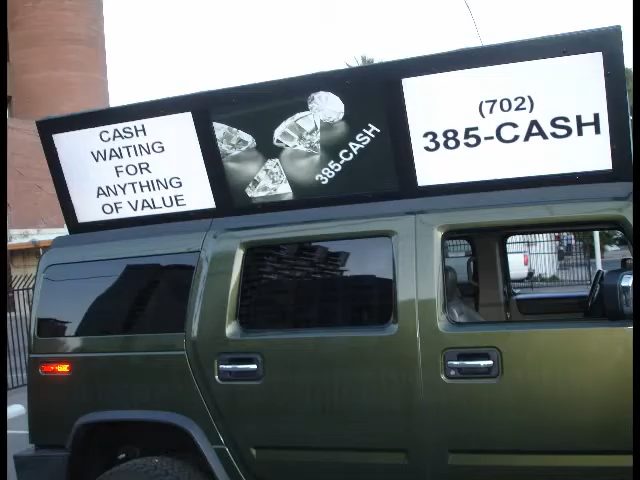 CASH
WAITING
FOR
ANYTHING
OF VALUE
385-CASH
(702)
385-CASH